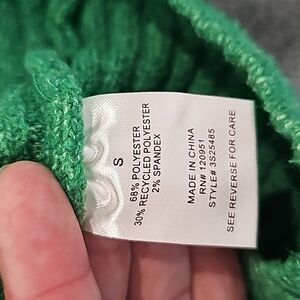 S
68% POLYESTER
30% RECYCLED POLYESTER
2% SPANDEX
MADE IN CHINA
RN# 120951
STYLE# 3S25485
SEE REVERSE FOR CARE